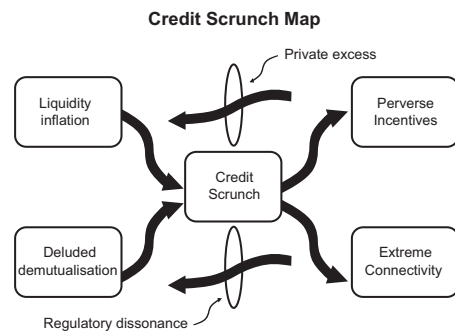 Credit Scrunch Map
Private excess
Liquidity
inflation
Perverse
Incentives
Credit
Scrunch
Deluded
demutualisation
Extreme
Connectivity
Regulatory dissonance